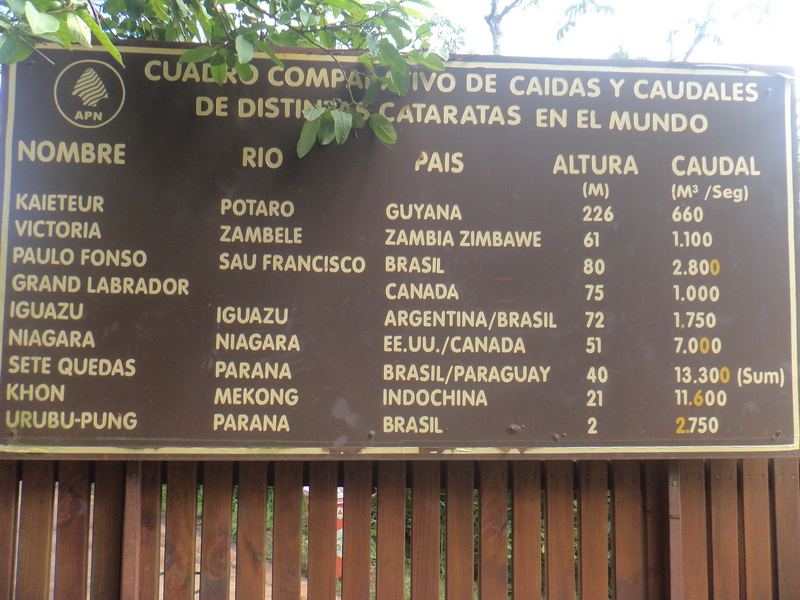 APN
CUADRO COMPARATIVO DE CAIDAS Y CAUDALES
DE DISTINTAS CATARATAS EN EL MUNDO
NOMBRE RIO PAIS ALTURA CAUDAL
(M) (M³ /Seg)
KAIETEUR POTARO GUYANA 226 660
VICTORIA ZAMBELE ZAMBIA ZIMBAWE 61 1.100
PAULO FONSO SAU FRANCISCO BRASIL 80 2.800
GRAND LABRADOR CANADA 75 1.000
IGUAZU IGUAZU ARGENTINA/BRASIL 72 1.750
NIAGARA NIAGARA EE.UU./CANADA 51 7.000
SETE QUEDAS PARANA BRASIL/PARAGUAY 40 13.300 (Sum)
KHON MEKONG INDOCHINA 21 11.600
URUBU-PUNG PARANA BRASIL 2 2.750